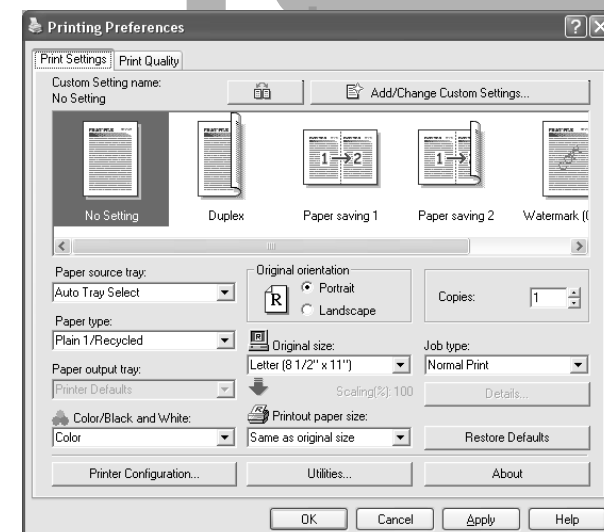 Printing Preferences
Print Settings
Print Quality
Custom Setting name:
No Setting
Add/Change Custom Settings...
No Setting
Duplex
1 2
Paper saving 1
1
Paper saving 2
Watermark (
Paper source tray:
Auto Tray Select
Paper type:
Plain 1/Recycled
Paper output tray:
Printer Defaults
Color/Black and White:
Color
Original orientation
R
Portrait
Landscape
Original size:
Letter (8 1/2" x 11")
Scaling(%): 100
Printout paper size:
Same as original size
Copies:
1
Job type:
Normal Print
Details...
Restore Defaults
Printer Configuration...
Utilities...
About
OK
Cancel
Apply
Help